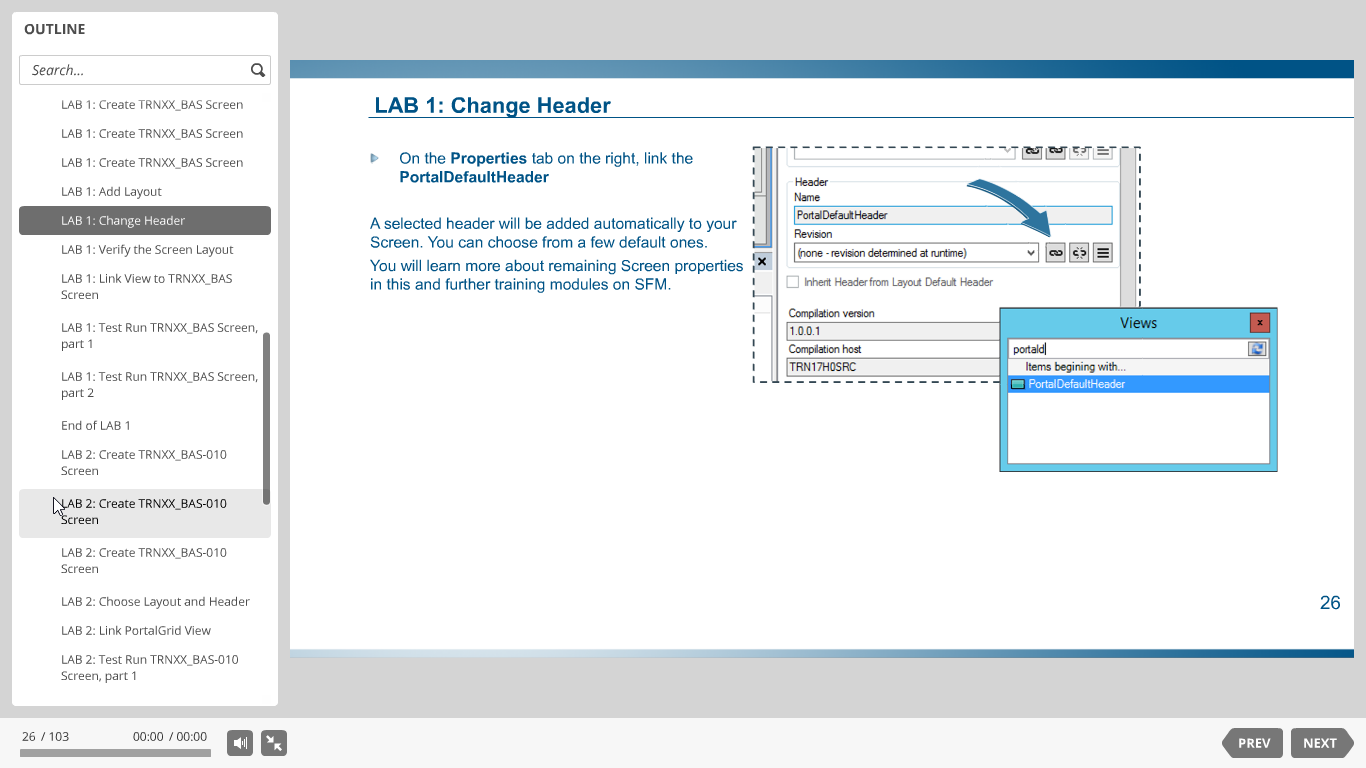 OUTLINE
Search...
LAB 1: Create TRNXX_BAS Screen
LAB 1: Create TRNXX_BAS Screen
LAB 1: Create TRNXX_BAS Screen
LAB 1: Add Layout
LAB 1: Change Header
LAB 1: Verify the Screen Layout
LAB 1: Link View to TRNXX_BAS
Screen
LAB 1: Test Run TRNXX_BAS Screen,
part 1
LAB 1: Test Run TRNXX_BAS Screen,
part 2
End of LAB 1
LAB 2: Create TRNXX_BAS-010
Screen
LAB 2: Create TRNXX_BAS-010
Screen
LAB 2: Create TRNXX_BAS-010
Screen
LAB 2: Choose Layout and Header
LAB 2: Link PortalGrid View
LAB 2: Test Run TRNXX_BAS-010
Screen, part 1
LAB 1: Change Header
On the Properties tab on the right, link the
PortalDefaultHeader
A selected header will be added automatically to your
Screen. You can choose from a few default ones.
You will learn more about remaining Screen properties
in this and further training modules on SFM.
Header
Name
PortalDefaultHeader
Revision
(none - revision determined at runtime)
Inherit Header from Layout Default Header
Compilation version
1.0.0.1
Compilation host
TRN17H0SRC
Views
x
portald
Items begining with...
PortalDefaultHeader
26
26 / 103
00:00 / 00:00
PREV
NEXT